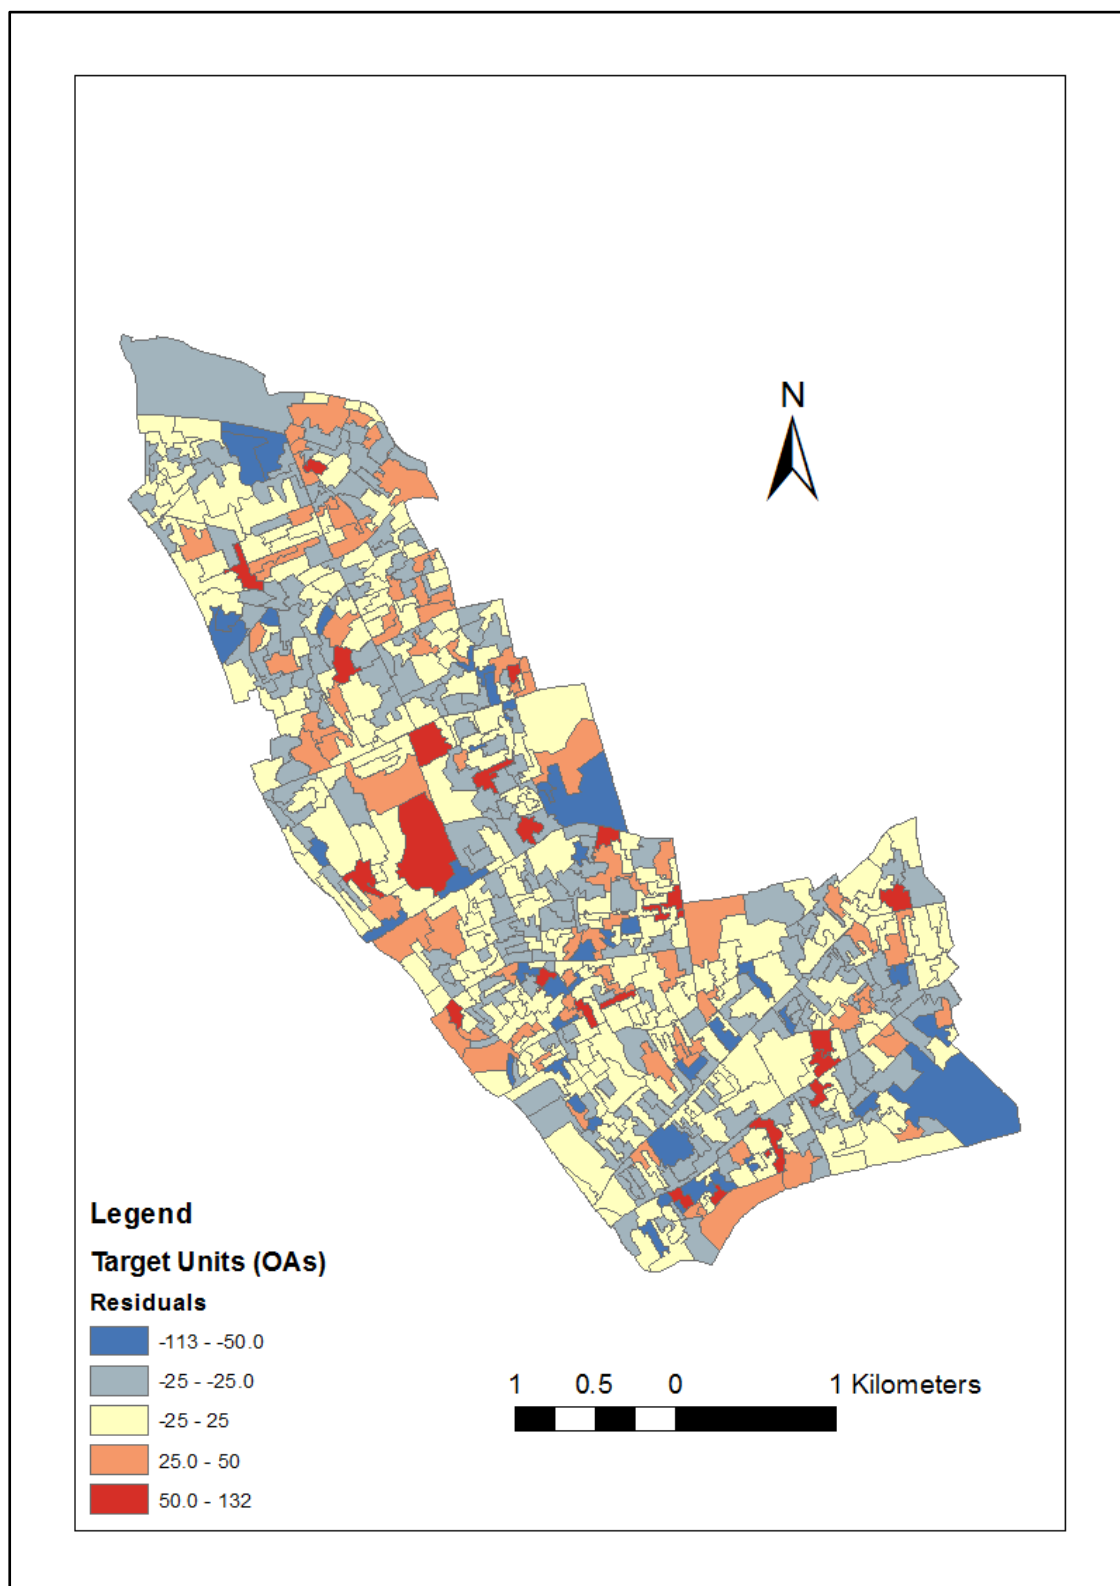 N
Legend
Target Units (OAs)
Residuals
-113 - -50.0
-25 - -25.0
-25 - 25
25.0 - 50
50.0 - 132
1 0.5 0 1 Kilometers